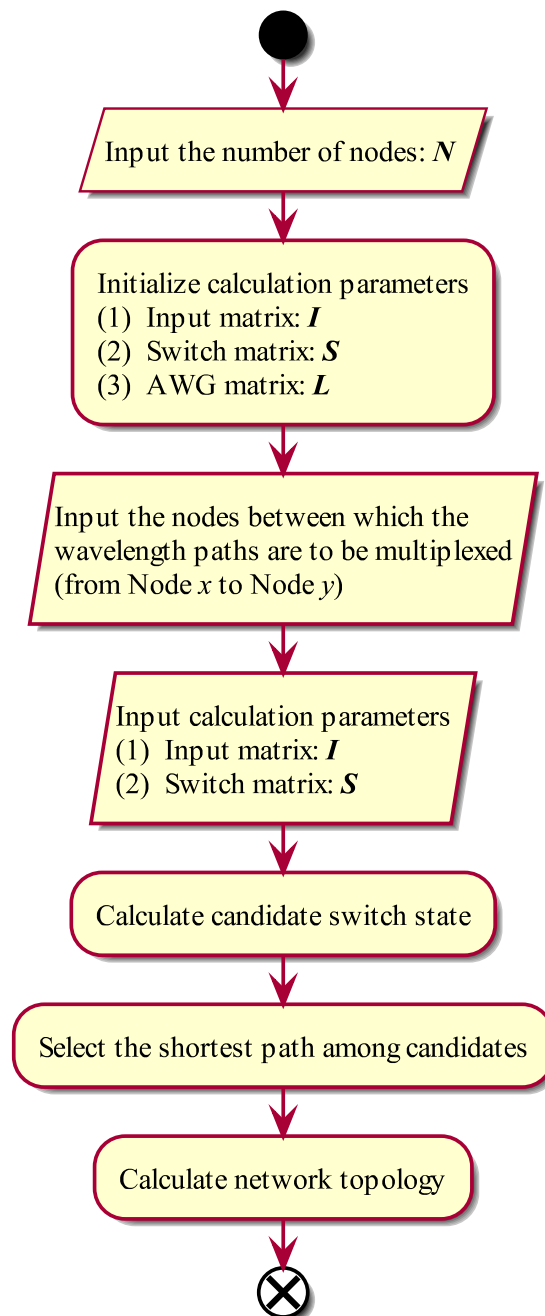 Input the number of nodes: N
Initialize calculation parameters
(1) Input matrix: I
(2) Switch matrix: S
(3) AWG matrix: L
Input the nodes between which the
wavelength paths are to be multiplexed
(from Node x to Node y)
Input calculation parameters
(1) Input matrix: I
(2) Switch matrix: S
Calculate candidate switch state
Select the shortest path among candidates
Calculate network topology